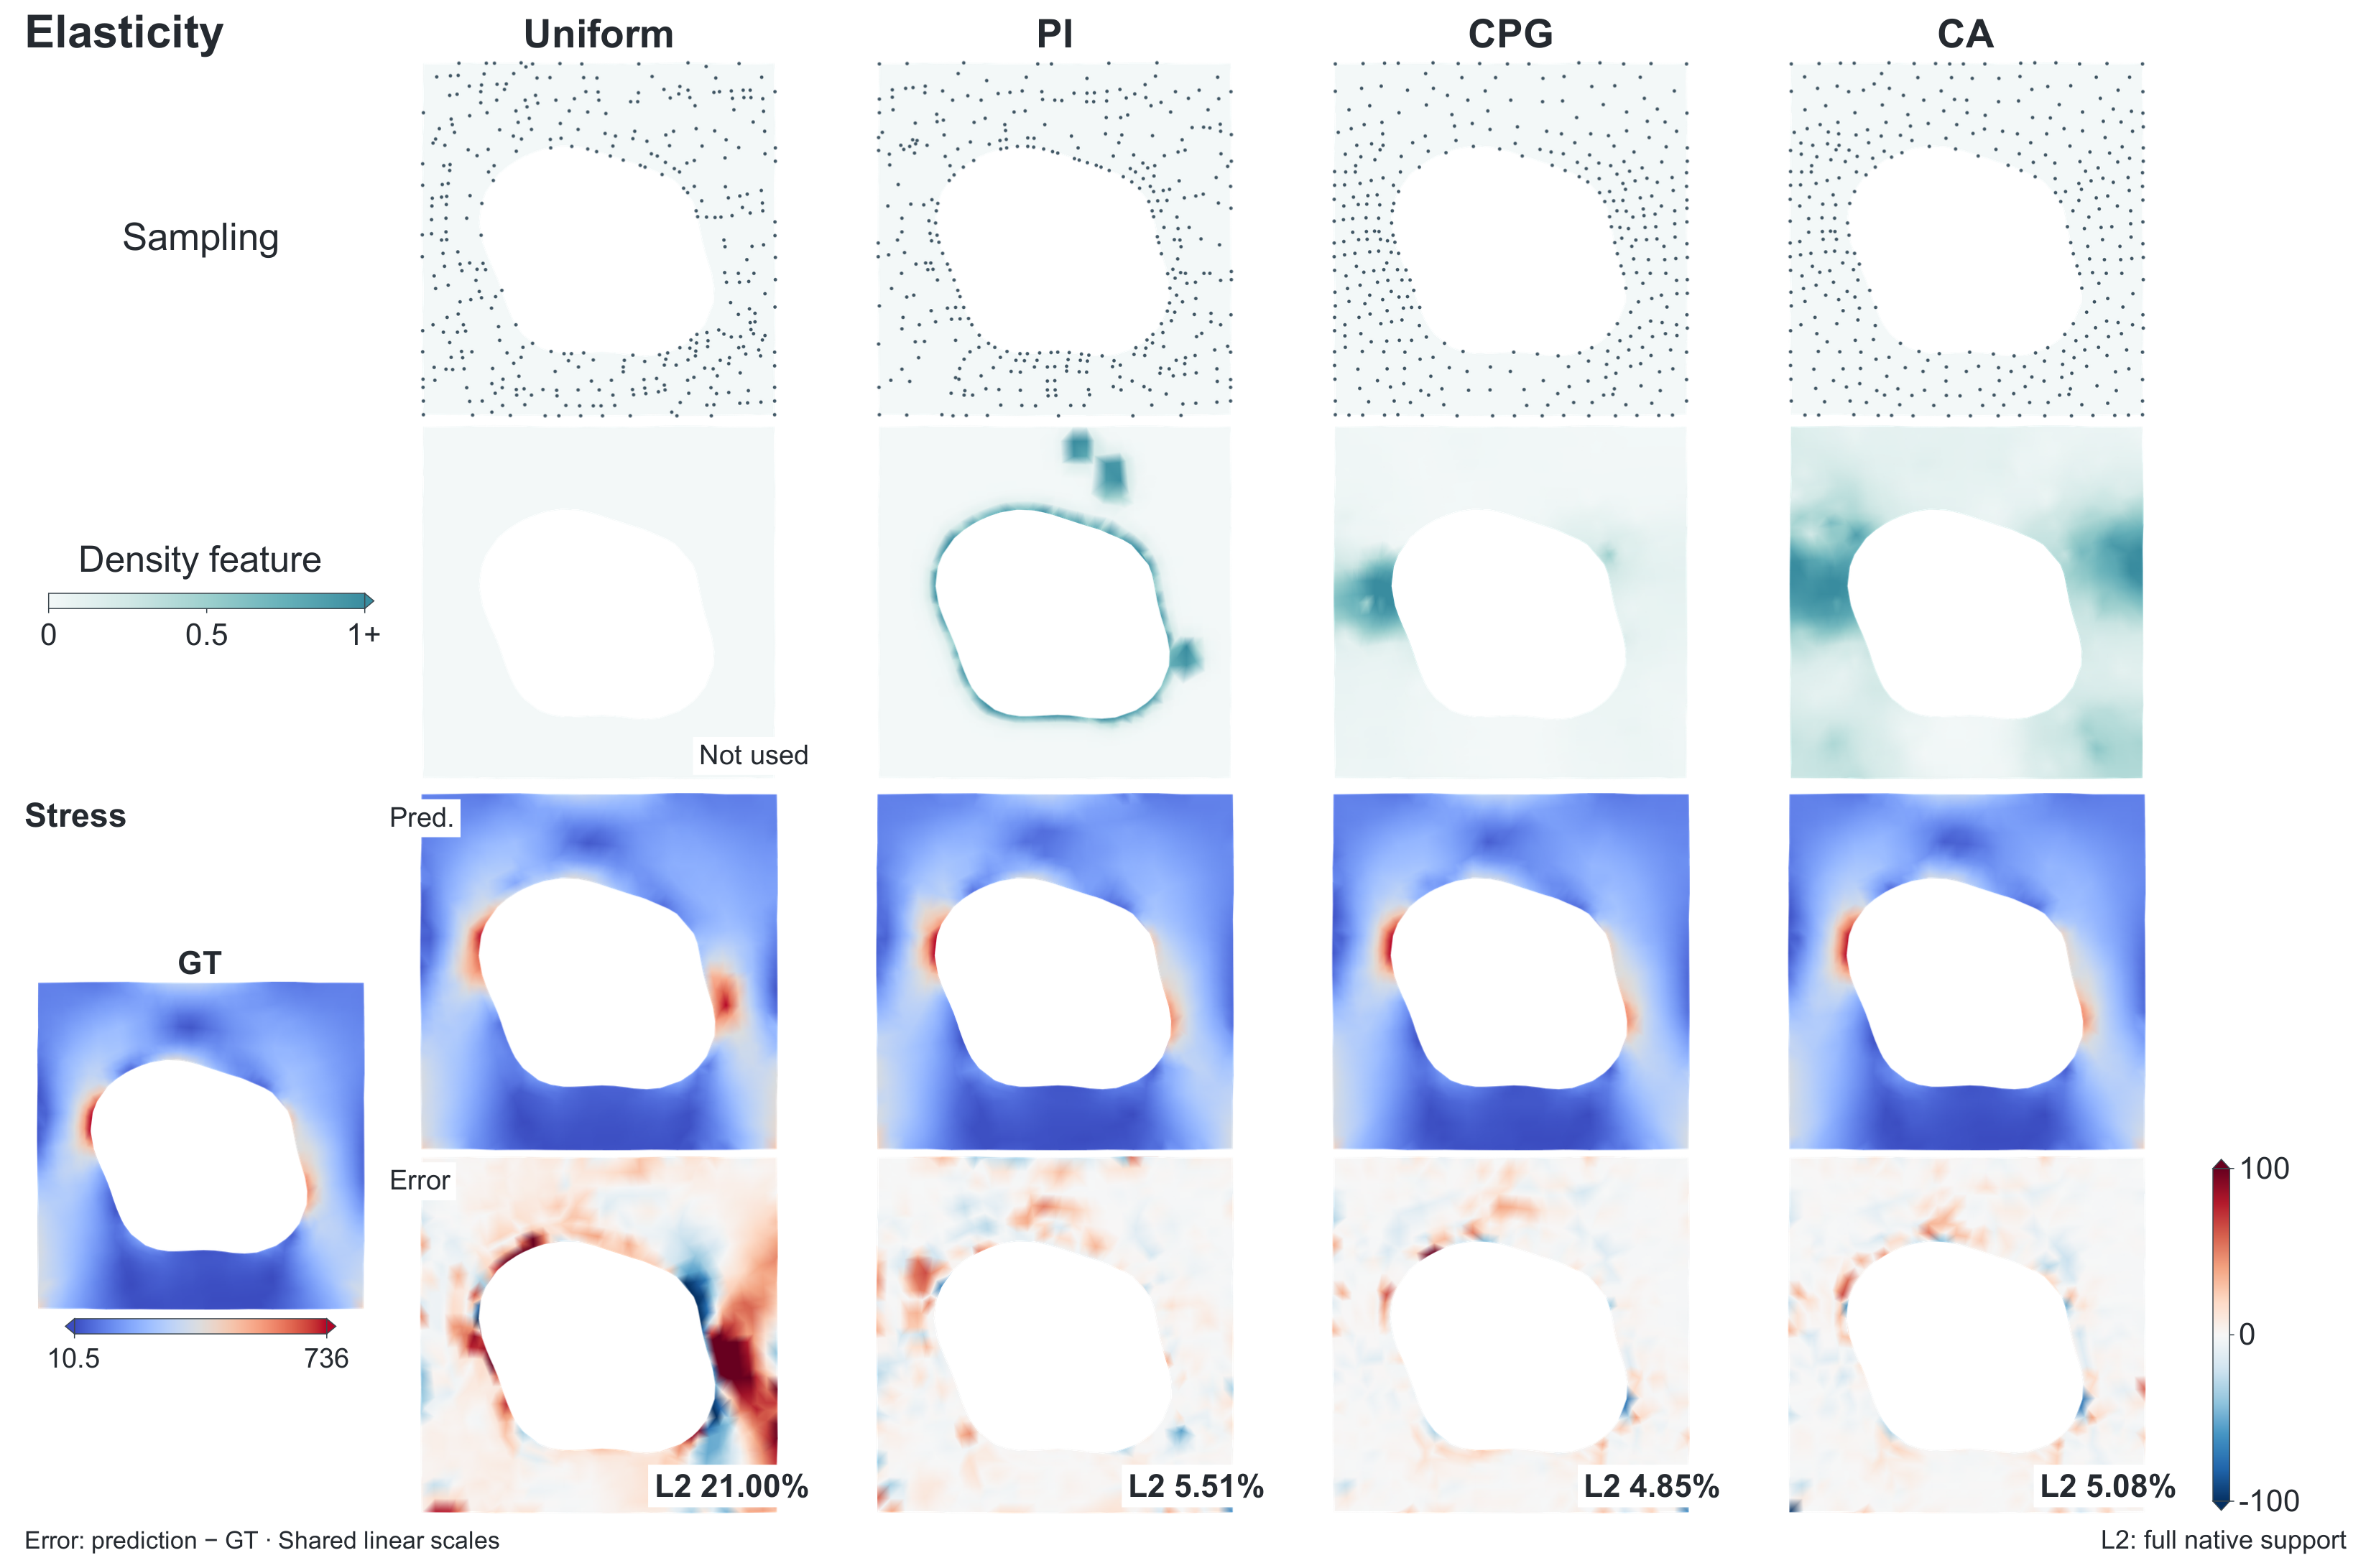 Elasticity
Uniform
PI
CPG
CA
Sampling
Density feature
0
0.5
1+
Not used
Stress
Pred.
GT
10.5
736
Error
L2 21.00%
L2 5.51%
L2 4.85%
L2 5.08%
100
0
-100
Error: prediction − GT · Shared linear scales
L2: full native support